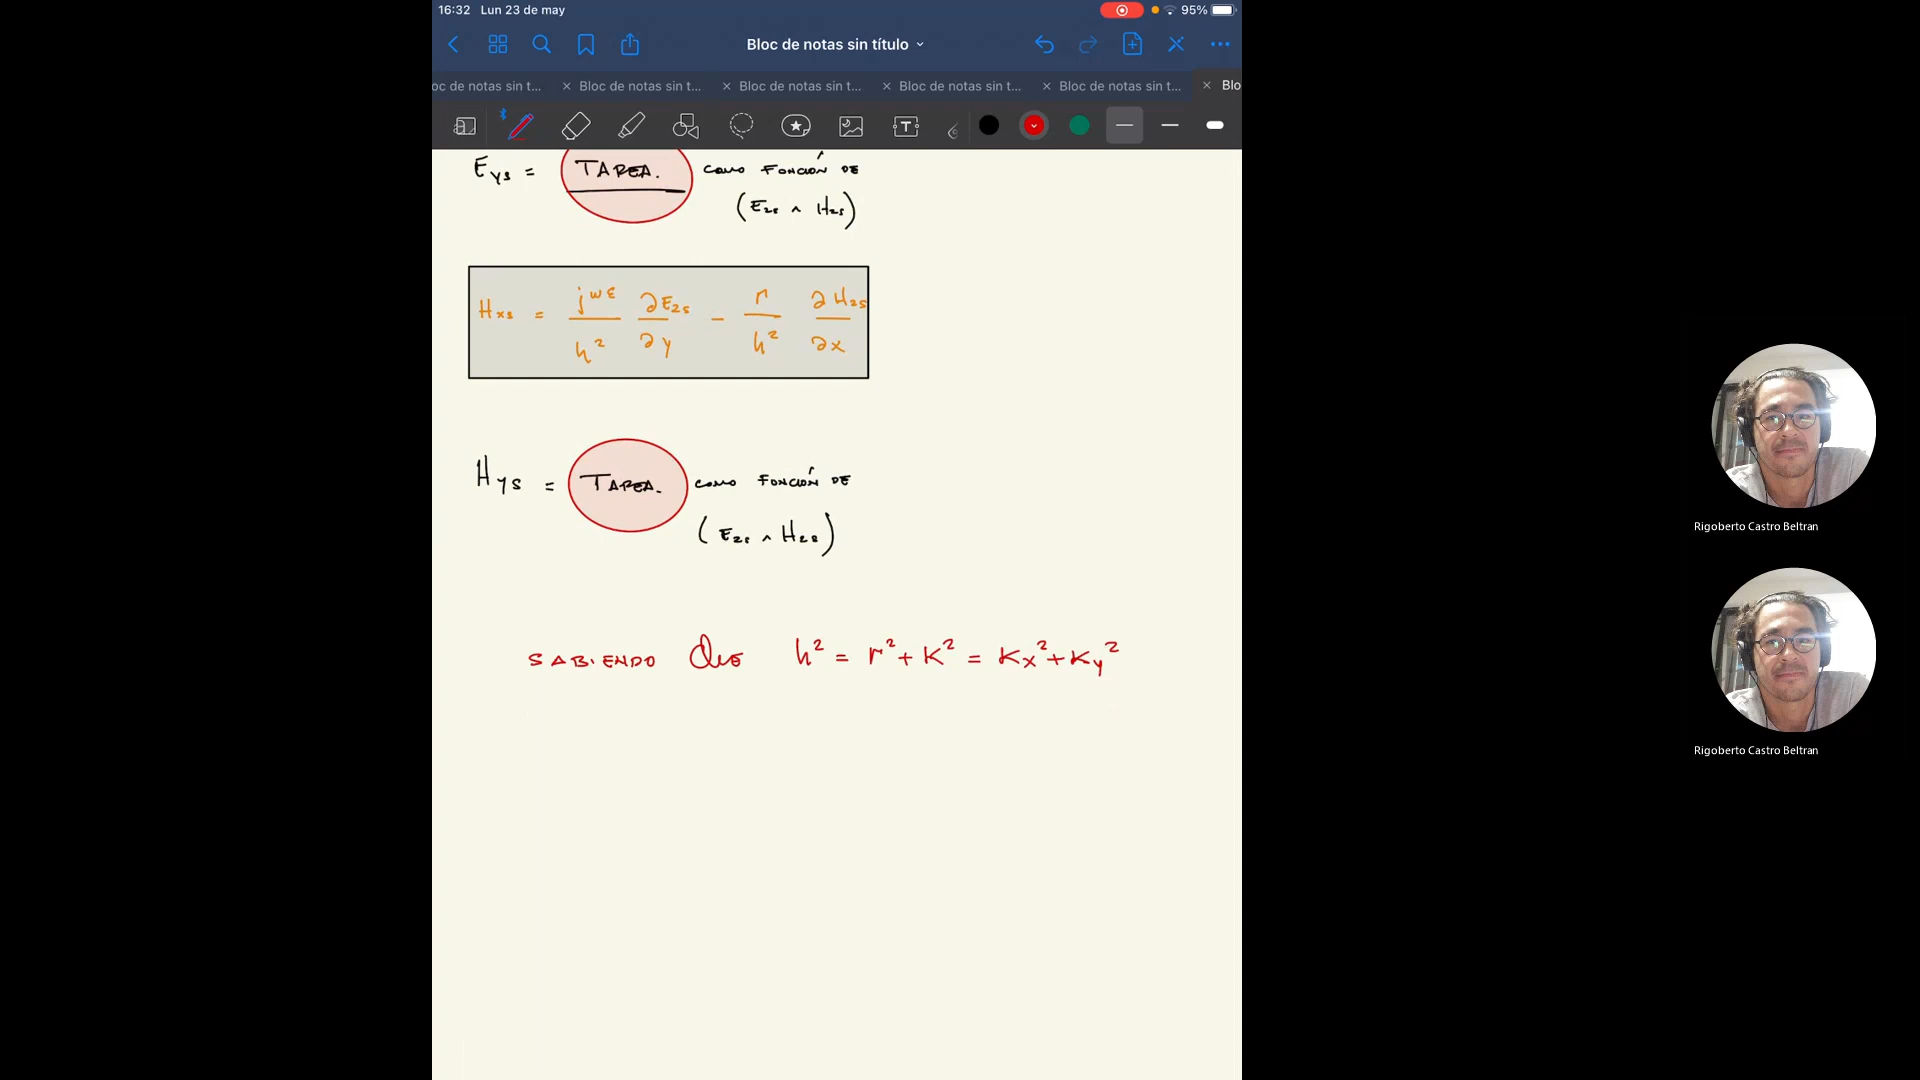 16:32 Lun 23 de may 95%
Bloc de notas sin título
oc de notas sin t... Bloc de notas sin t... Bloc de notas sin t... Bloc de notas sin t... Bloc de notas sin t... Blo
Eys = TAREA. como FUNCIÓN DE
(Ezs ^ Hzs)
Hxs = jωε/h² ∂Ezs/∂y - r/h² ∂Hzs/∂x
Hys = TAREA. como FUNCIÓN DE
(Ezs ^ Hzs)
SABIENDO Que h² = r² + K² = Kx² + Ky²
Rigoberto Castro Beltran
Rigoberto Castro Beltran